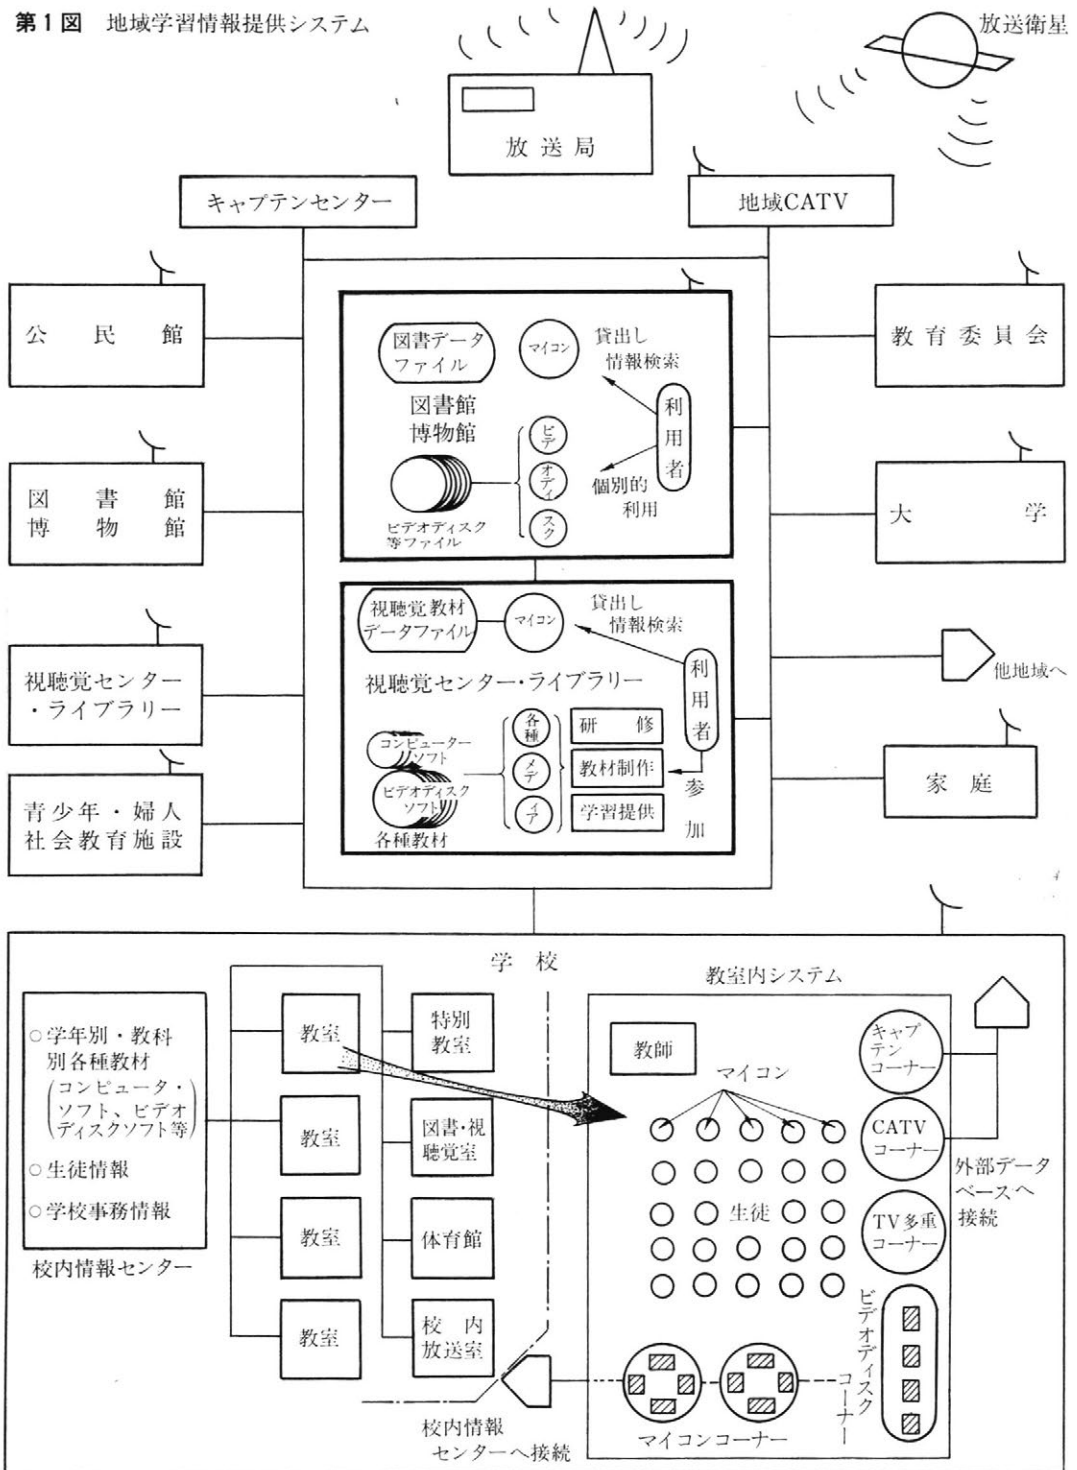 第1図 地域学習情報提供システム
放送衛星
放送局
キャプテンセンター
地域CATV
公民館
図書館
博物館
視聴覚センター
・ライブラリー
青少年・婦人
社会教育施設
図書データ
ファイル
マイコン
貸出し
情報検索
図書館
博物館
利用者
ビデ
オディ
スク
個別的
利用
ビデオディスク
等ファイル
視聴覚教材
データファイル
マイコン
貸出し
情報検索
視聴覚センター・ライブラリー
利用者
コンピューター
ソフト
ビデオディスク
ソフト
各種教材
各種
メデ
ィア
研修
教材制作
学習提供
参加
教育委員会
大学
他地域へ
家庭
学校
○学年別・教科
別各種教材
(コンピュータ・
ソフト、ビデオ
ディスクソフト等)
○生徒情報
○学校事務情報
校内情報センター
教室
教室
教室
教室
特別
教室
図書・視
聴覚室
体育館
校内
放送室
校内情報
センターへ接続
教室内システム
教師
マイコン
生徒
キャプ
テン
コーナー
CATV
コーナー
TV多重
コーナー
ビデオディスク
コーナー
マイコンコーナー
外部データ
ベースへ
接続